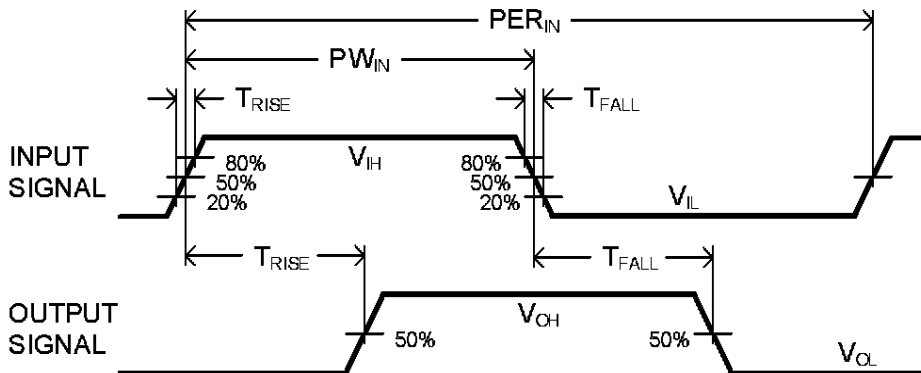 PER_IN
PW_IN
T_RISE
T_FALL
INPUT
SIGNAL
80%
50%
20%
V_IH
80%
50%
20%
V_IL
T_RISE
T_FALL
OUTPUT
SIGNAL
50%
V_OH
50%
V_OL